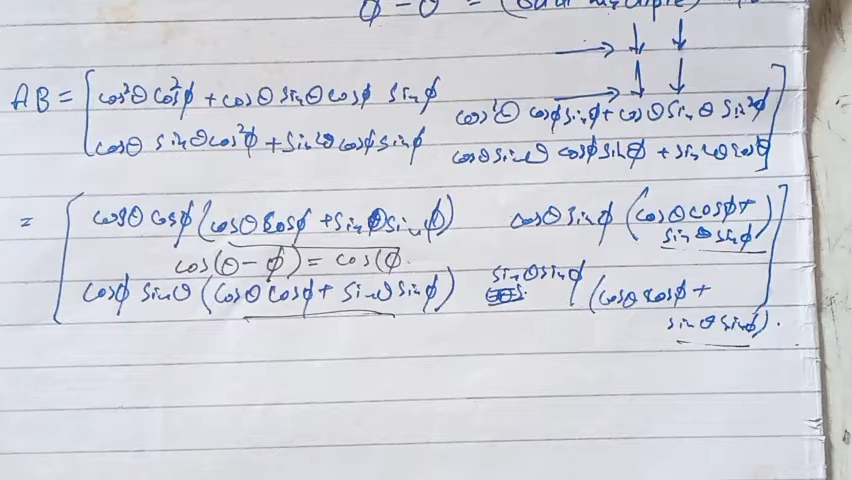 φ - θ = (odd multiple)
AB = [ cos²θ cos²φ + cosθ sinθ cosφ sinφ    cos²θ cosφ sinφ + cosθ sinθ sin²φ
cosθ sinθ cos²φ + sin²θ cosφ sinφ    cosθ sinθ cosφ sinφ + ]
= [ cosθ cosφ (cosθ cosφ + sinθ sinφ)    cosθ sinφ (cosθ cosφ + sinθ sinφ)
cos(θ - φ) = cos(φ.
cosφ sinθ (cosθ cosφ + sinθ sinφ)    sinθ sinφ (cosθ cosφ + sinθ sinφ) ].